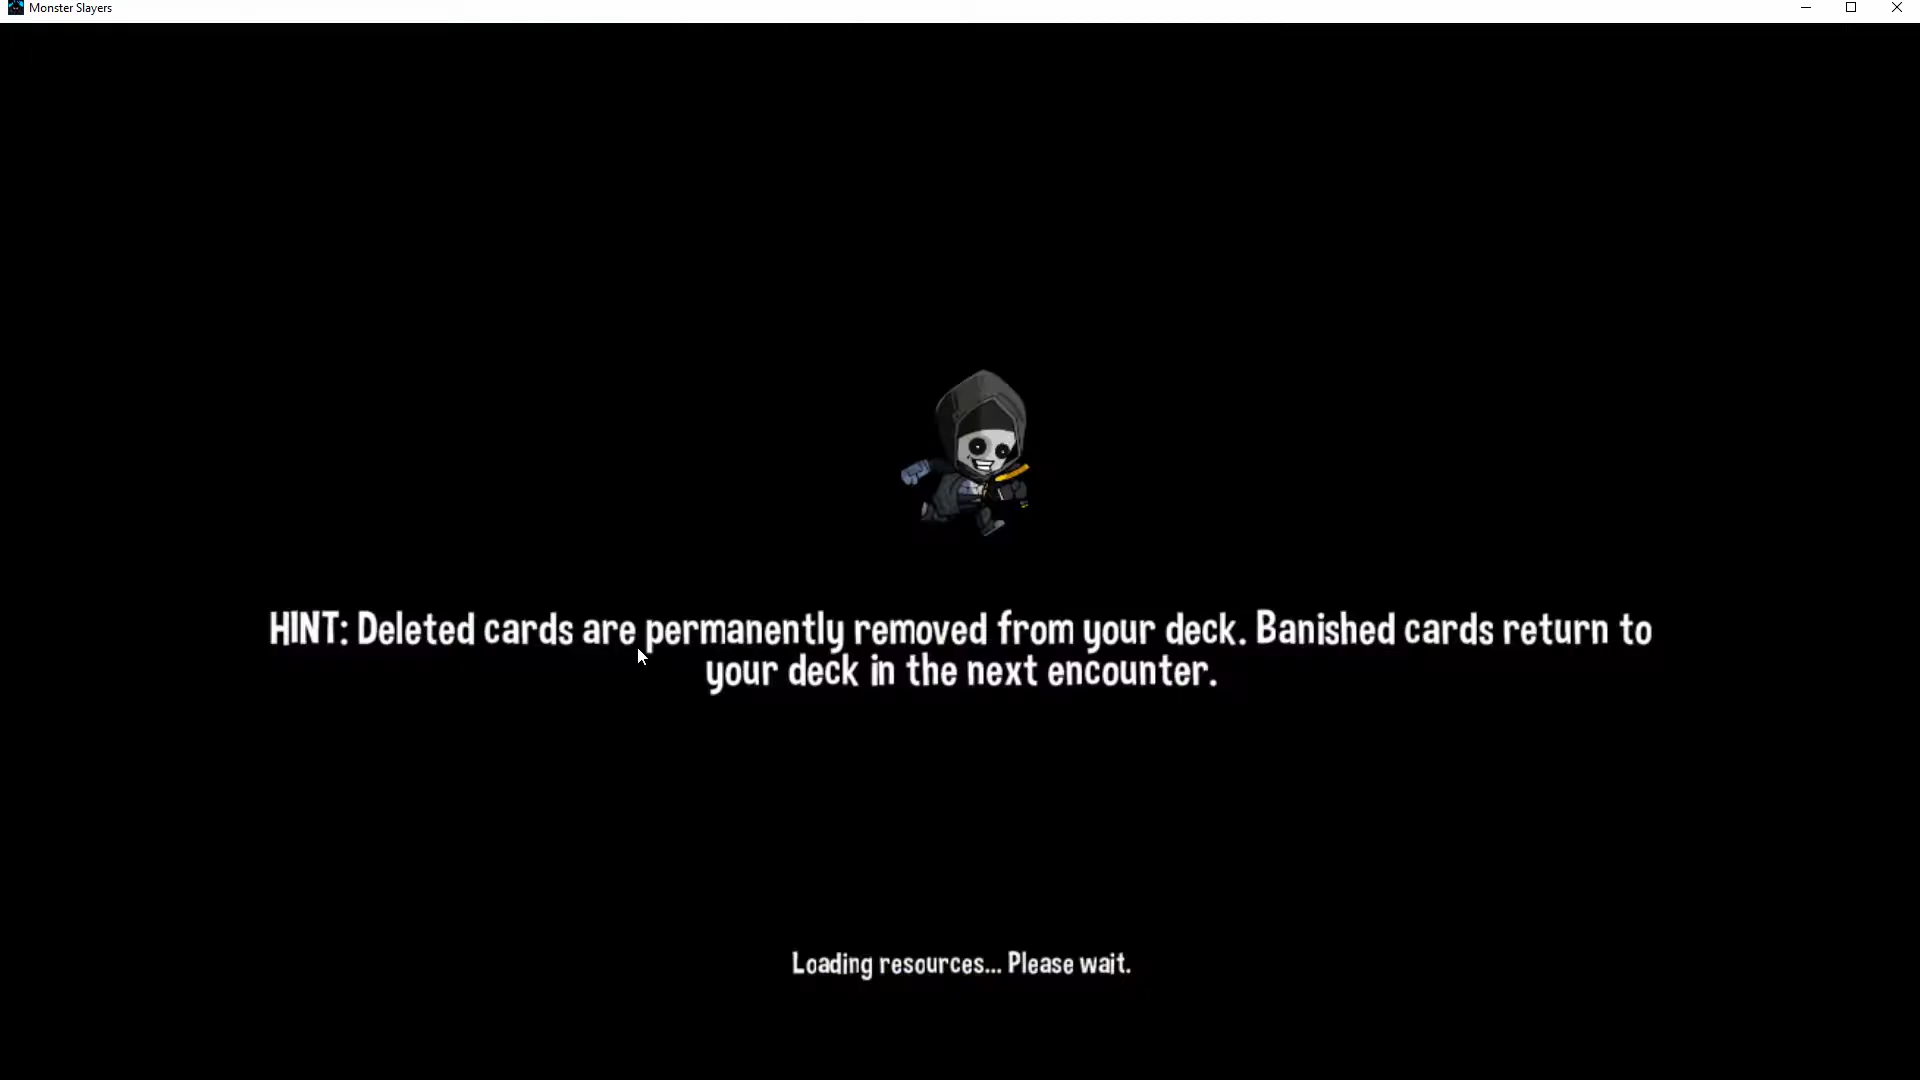 Monster Slayers
HINT: Deleted cards are permanently removed from your deck. Banished cards return to
your deck in the next encounter.
Loading resources... Please wait.